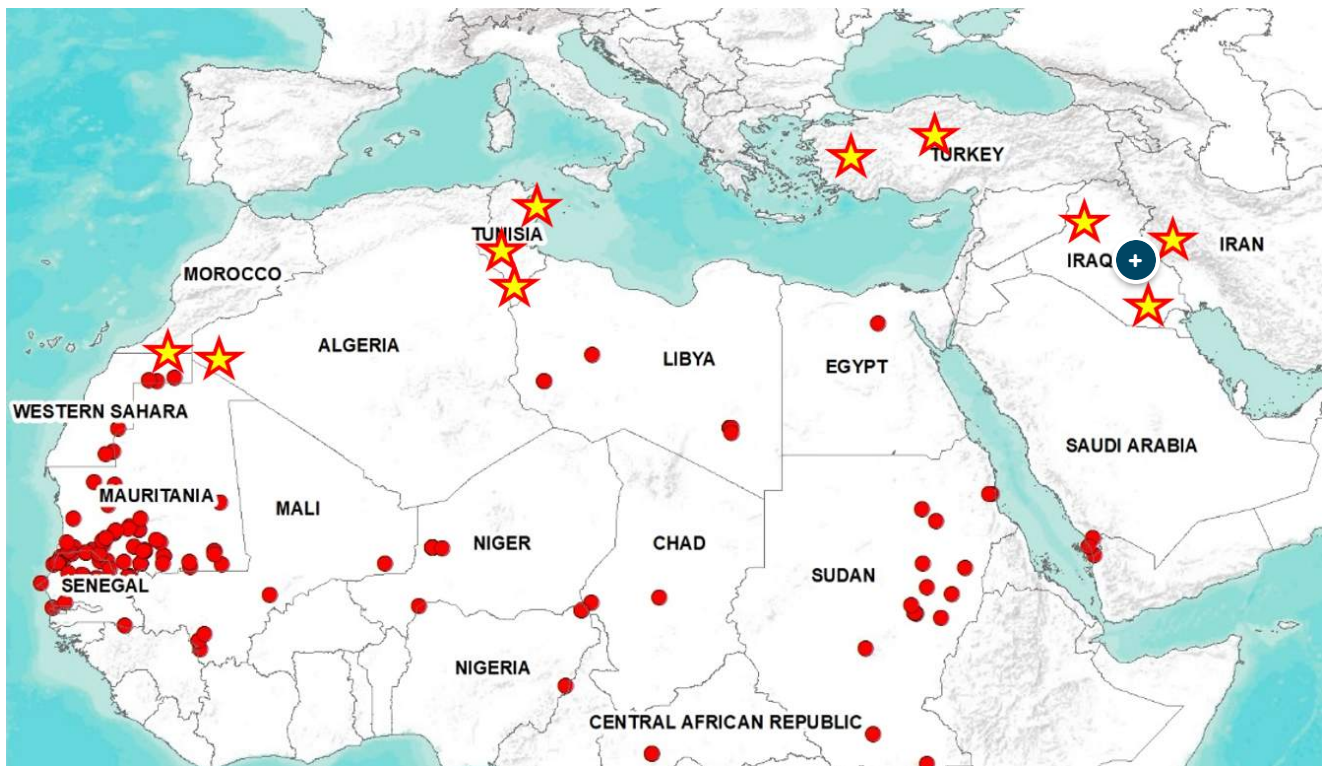 TURKEY
TUNISIA
IRAQ
+
IRAN
MOROCCO
ALGERIA
LIBYA
EGYPT
WESTERN SAHARA
SAUDI ARABIA
MAURITANIA
MALI
NIGER
CHAD
SUDAN
SENEGAL
NIGERIA
CENTRAL AFRICAN REPUBLIC